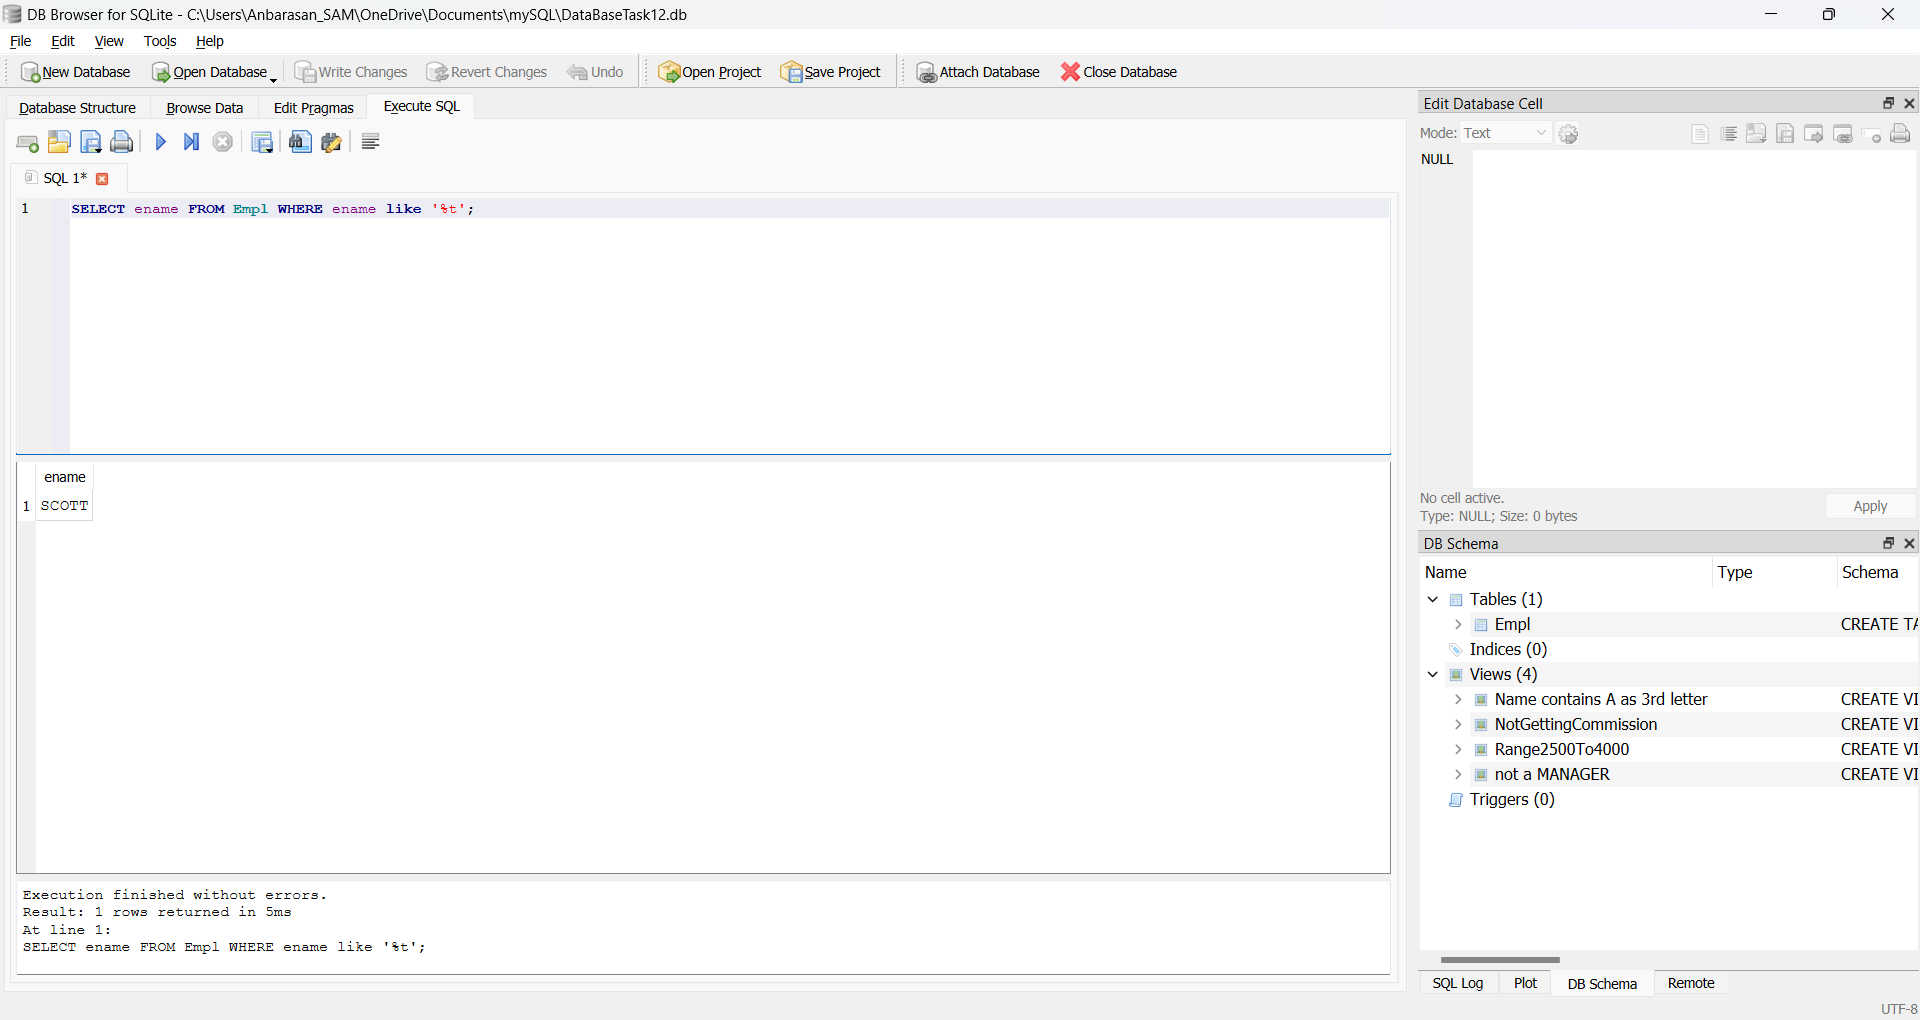 DB Browser for SQLite - C:\Users\Anbarasan_SAM\OneDrive\Documents\mySQL\DataBaseTask12.db
File Edit View Tools Help
New Database Open Database Write Changes Revert Changes Undo Open Project Save Project Attach Database Close Database
Database Structure Browse Data Edit Pragmas Execute SQL
SQL 1*
1 SELECT ename FROM Empl WHERE ename like '%t';
ename
1 SCOTT
Execution finished without errors.
Result: 1 rows returned in 5ms
At line 1:
SELECT ename FROM Empl WHERE ename like '%t';
Edit Database Cell
Mode: Text
NULL
No cell active.
Type: NULL; Size: 0 bytes
Apply
DB Schema
Name Type Schema
Tables (1)
Empl CREATE TA
Indices (0)
Views (4)
Name contains A as 3rd letter CREATE VI
NotGettingCommission CREATE VI
Range2500To4000 CREATE VI
not a MANAGER CREATE VI
Triggers (0)
SQL Log Plot DB Schema Remote
UTF-8